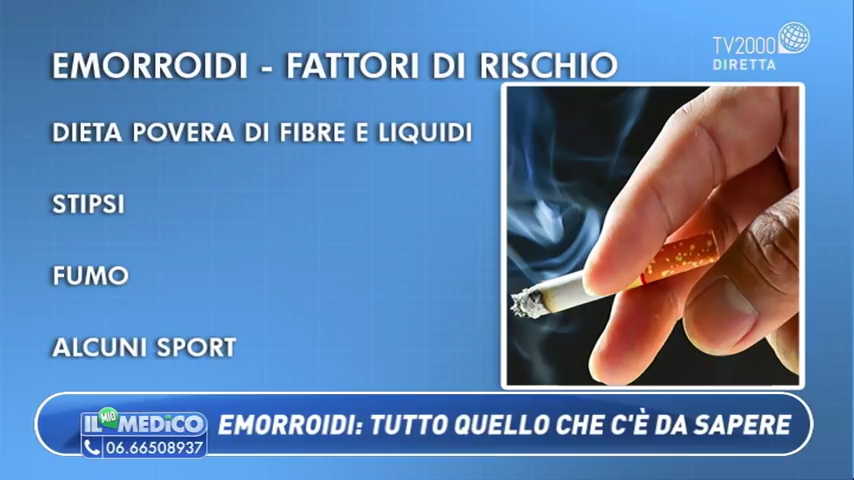 TV2000
DIRETTA
EMORROIDI - FATTORI DI RISCHIO
DIETA POVERA DI FIBRE E LIQUIDI
STIPSI
FUMO
ALCUNI SPORT
IL MIO MEDICO
06.66508937
EMORROIDI: TUTTO QUELLO CHE C'È DA SAPERE